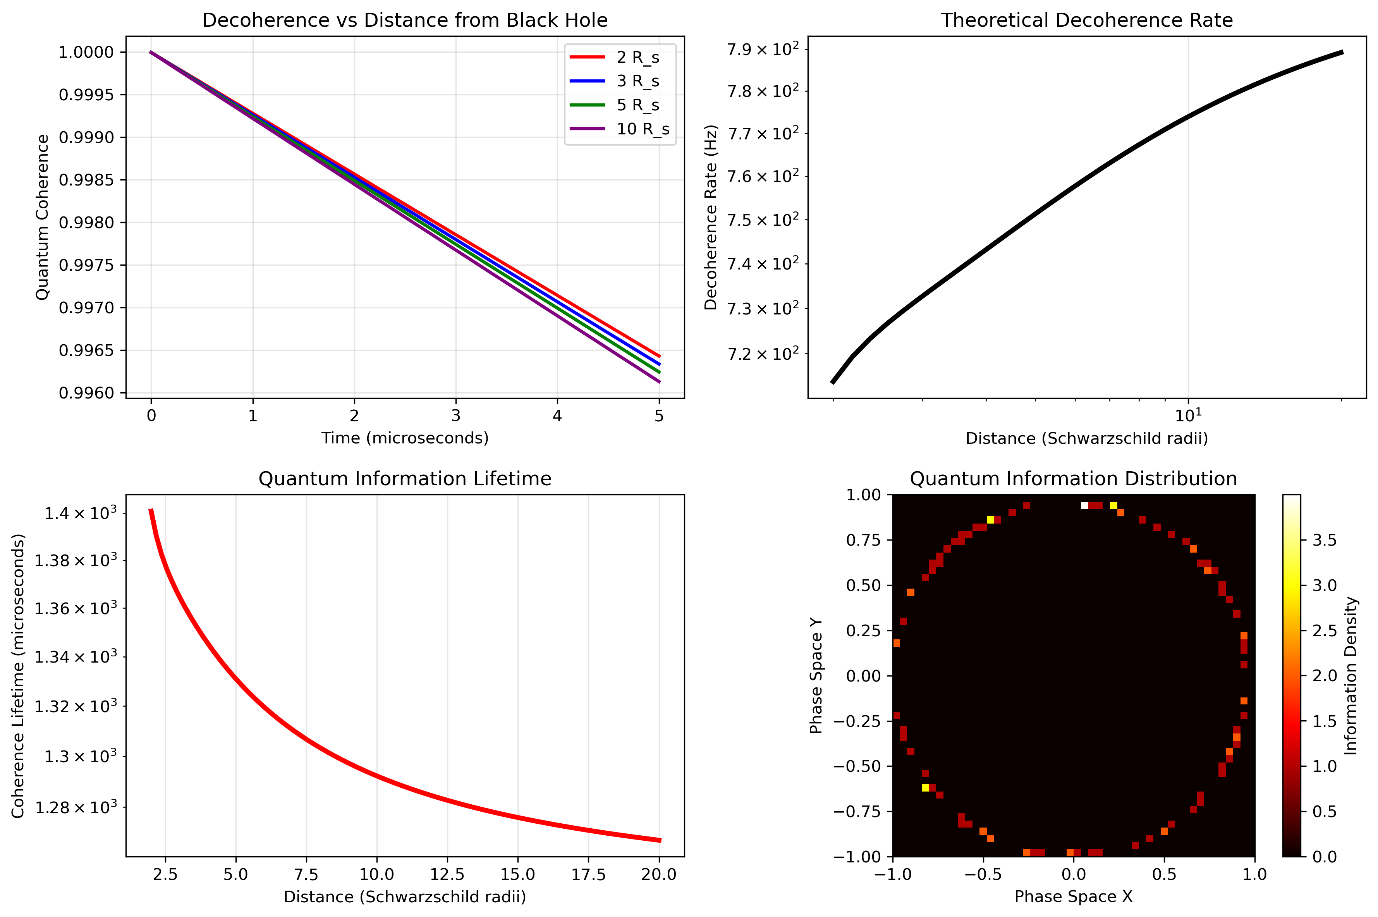 Decoherence vs Distance from Black Hole
Quantum Coherence
1.0000
0.9995
0.9990
0.9985
0.9980
0.9975
0.9970
0.9965
0.9960
2 R_s
3 R_s
5 R_s
10 R_s
0 1 2 3 4 5
Time (microseconds)
Theoretical Decoherence Rate
Decoherence Rate (Hz)
7.9 × 10²
7.8 × 10²
7.7 × 10²
7.6 × 10²
7.5 × 10²
7.4 × 10²
7.3 × 10²
7.2 × 10²
10¹
Distance (Schwarzschild radii)
Quantum Information Lifetime
Coherence Lifetime (microseconds)
1.4 × 10³
1.38 × 10³
1.36 × 10³
1.34 × 10³
1.32 × 10³
1.3 × 10³
1.28 × 10³
2.5 5.0 7.5 10.0 12.5 15.0 17.5 20.0
Distance (Schwarzschild radii)
Quantum Information Distribution
Phase Space Y
1.00
0.75
0.50
0.25
0.00
−0.25
−0.50
−0.75
−1.00
−1.0 −0.5 0.0 0.5 1.0
Phase Space X
3.5
3.0
2.5
2.0
1.5
1.0
0.5
0.0
Information Density